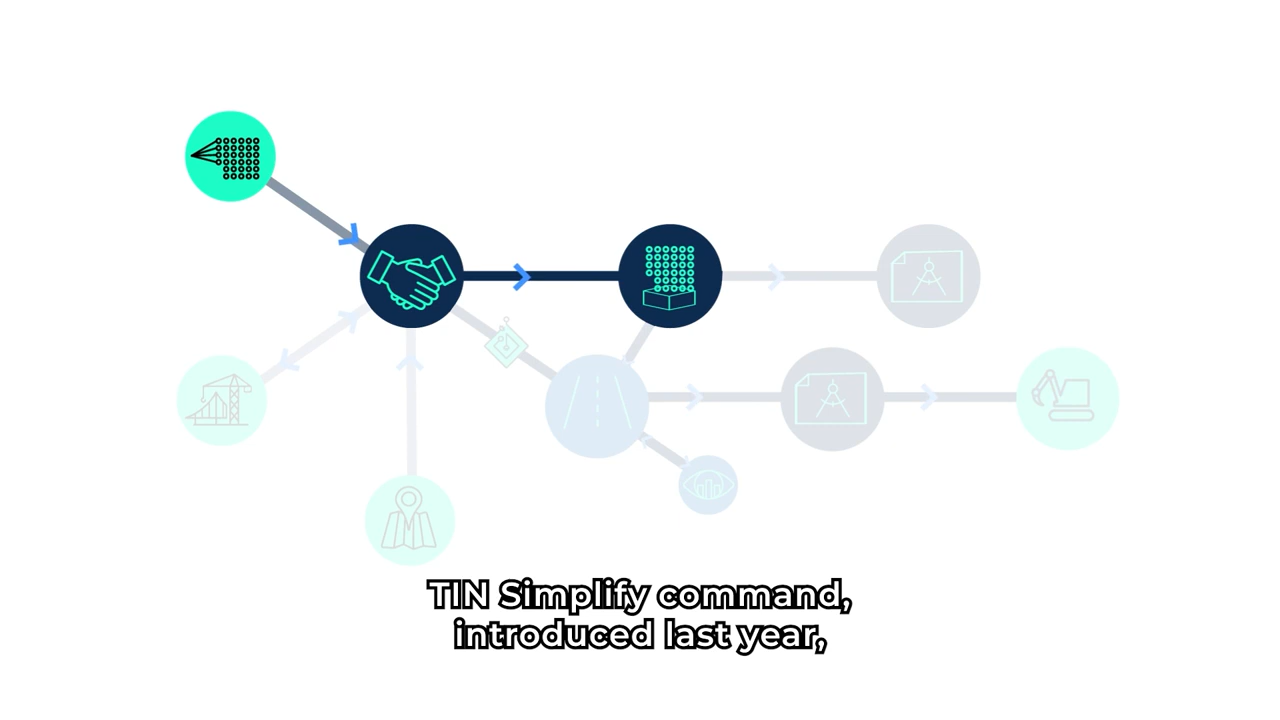 TIN Simplify command,
introduced last year,